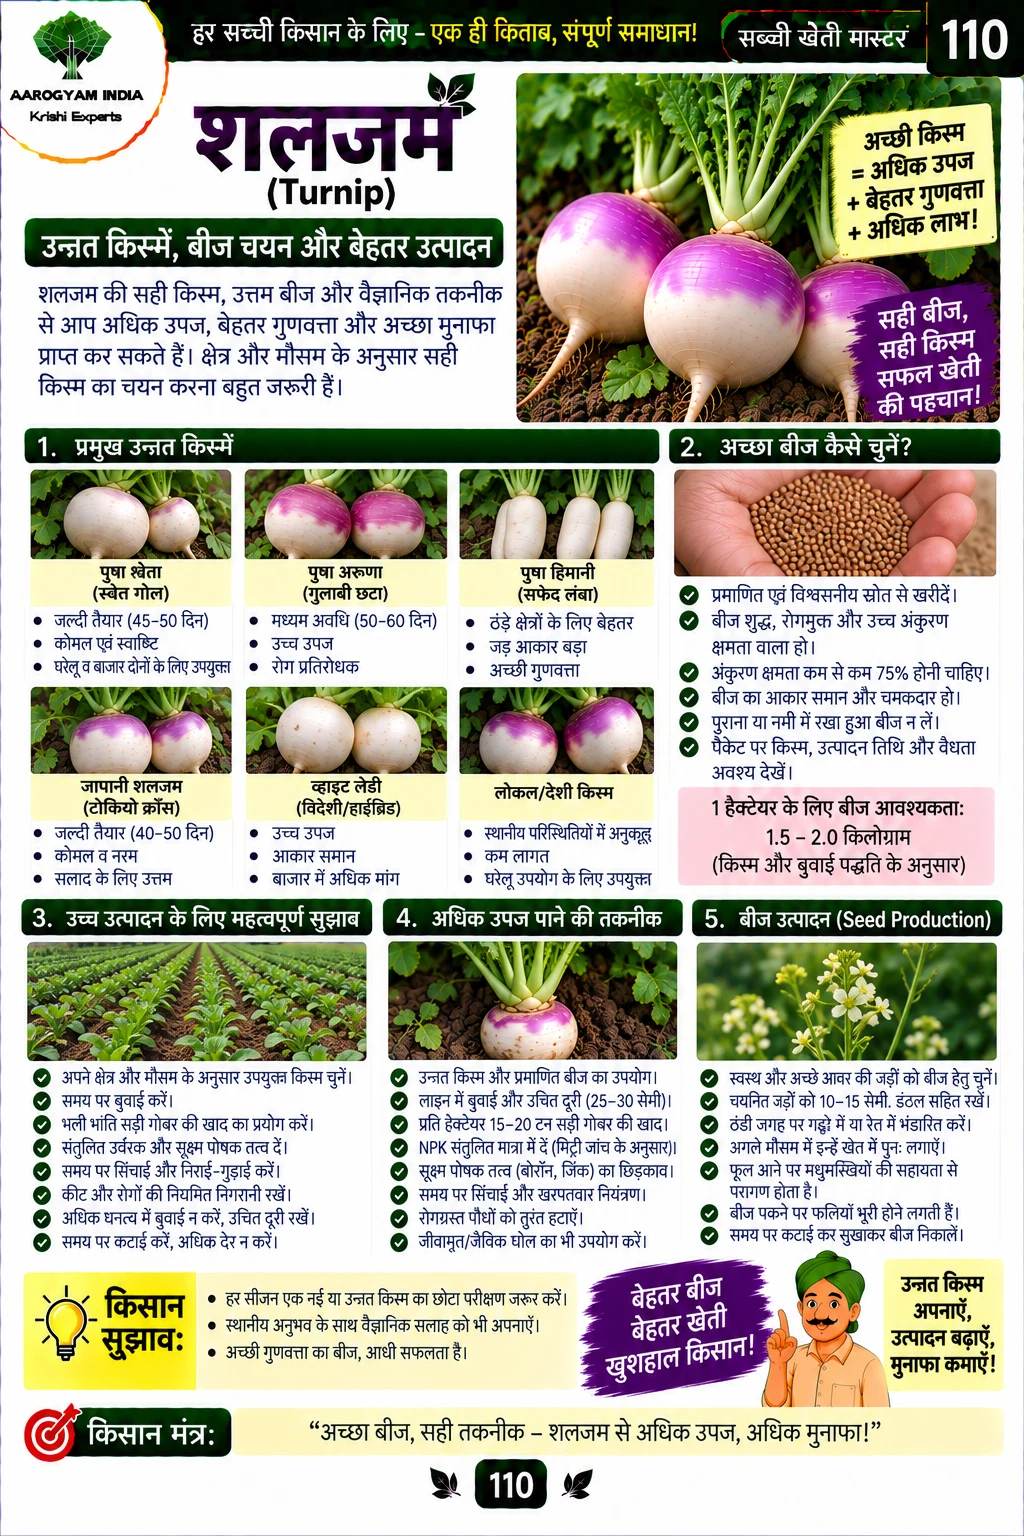 AAROGYAM INDIA
Krishi Experts
हर सच्ची किसान के लिए – एक ही किताब, संपूर्ण समाधान!
सब्जी खेती मास्टर
110
शलजम
(Turnip)
उन्नत किस्में, बीज चयन और बेहतर उत्पादन
शलजम की सही किस्म, उत्तम बीज और वैज्ञानिक तकनीक
से आप अधिक उपज, बेहतर गुणवत्ता और अच्छा मुनाफा
प्राप्त कर सकते हैं। क्षेत्र और मौसम के अनुसार सही
किस्म का चयन करना बहुत जरूरी हैं।
अच्छी किस्म
= अधिक उपज
+ बेहतर गुणवत्ता
+ अधिक लाभ!
सही बीज,
सही किस्म
सफल खेती
की पहचान!
1. प्रमुख उन्नत किस्में
पुषा श्वेता
(स्बेत गोल)
• जल्दी तैयार (45–50 दिन)
• कोमल एवं स्वाष्टि
• घरेलू व बाजार दोनों के लिए उपयुक्त
पुषा अरूणा
(गुलाबी छटा)
• मध्यम अवधि (50–60 दिन)
• उच्च उपज
• रोग प्रतिरोधक
पुषा हिमानी
(सफेद लंबा)
• ठंड़े क्षेत्रों के लिए बेहतर
• जड़ आकार बड़ा
• अच्छी गुणवत्ता
जापानी शलजम
(टोकियो क्रॉस)
• जल्दी तैयार (40–50 दिन)
• कोमल व नरम
• सलाद के लिए उत्तम
व्हाइट लेडी
(विदेशी/हाईब्रिड)
• उच्च उपज
• आकार समान
• बाजार में अधिक मांग
लोकल/देशी किस्म
• स्थानीय परिस्थितियों में अनुकूलू
• कम लागत
• घरेलू उपयोग के लिए उपयुक्त
2. अच्छा बीज कैसे चुनें?
प्रमाणित एवं विश्वसनीय स्रोत से खरीदें।
बीज शुद्ध, रोगमुक्त और उच्च अंकुरण
क्षमता वाला हो।
अंकुरण क्षमता कम से कम 75% होनी चाहिए।
बीज का आकार समान और चमकदार हो।
पुराना या नमी में रखा हुआ बीज न लें।
पैकेट पर किस्म, उत्पादन तिथि और वैधता
अवश्य देखें।
1 हैक्टेयर के लिए बीज आवश्यकता:
1.5 – 2.0 किलोग्राम
(किस्म और बुवाई पद्धति के अनुसार)
3. उच्च उत्पादन के लिए महत्वपूर्ण सुझाब
अपने क्षेत्र और मौसम के अनुसार उपयुक्त किस्म चुनें।
समय पर बुवाई करें।
भली भांति सड़ी गोबर की खाद का प्रयोग करें।
संतुलित उर्वरक और सूक्ष्म पोषक तत्व दें।
समय पर सिंचाई और निराई-गुड़ाई करें।
कीट और रोगों की नियमित निगरानी रखें।
अधिक धनत्य में बुवाई न करें, उचित दूरी रखें।
समय पर कटाई करें, अधिक देर न करें।
4. अधिक उपज पाने की तकनीक
उन्नत किस्म और प्रमाणित बीज का उपयोग।
लाइन में बुवाई और उचित दूरी (25–30 सेमी)।
प्रति हेक्टेयर 15–20 टन सड़ी गोबर की खाद।
NPK संतुलित मात्रा में दें (मिट्री जांच के अनुसार)।
सूक्ष्म पोषक तत्व (बोरॉन, जिंक) का छिड़काव।
समय पर सिंचाई और खरपतवार नियंत्रण।
रोगग्रस्त पौधों को तुरंत हटाएँ।
जीवामृत/जैविक घोल का भी उपयोग करें।
5. बीज उत्पादन (Seed Production)
स्वस्थ और अच्छे आवर की जड़ों को बीज हेतु चुनें।
चयनित जड़ों को 10–15 सेमी. डंठल सहित रखें।
ठंडी जगह पर गड्ढे में या रेत में भंडारित करें।
अगले मौसम में इन्हें खेत में पुनः लगाएँ।
फूल आने पर मधुमस्खियों की सहायता से
परागण होता है।
बीज पकने पर फलियाँ भूरी होने लगती हैं।
समय पर कटाई कर सुखाकर बीज निकालें।
किसान
सुझाव:
• हर सीजन एक नई या उन्नत किस्म का छोटा परीक्षण जरूर करें।
• स्थानीय अनुभव के साथ वैज्ञानिक सलाह को भी अपनाएँ।
• अच्छी गुणवत्ता का बीज, आधी सफलता है।
बेहतर बीज
बेहतर खेती
खुशहाल किसान!
उन्नत किस्म
अपनाएँ,
उत्पादन बढ़ाएँ,
मुनाफा कमाएँ!
किसान मंत्र:
“अच्छा बीज, सही तकनीक – शलजम से अधिक उपज, अधिक मुनाफा!”
110